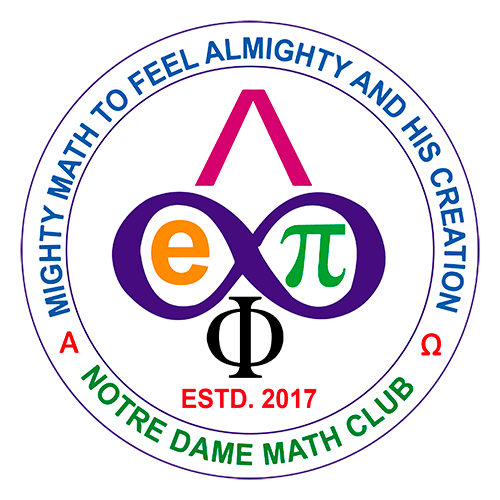 MIGHTY MATH TO FEEL ALMIGHTY AND HIS CREATION
Λ
e π
Φ
ESTD. 2017
Α Ω
NOTRE DAME MATH CLUB